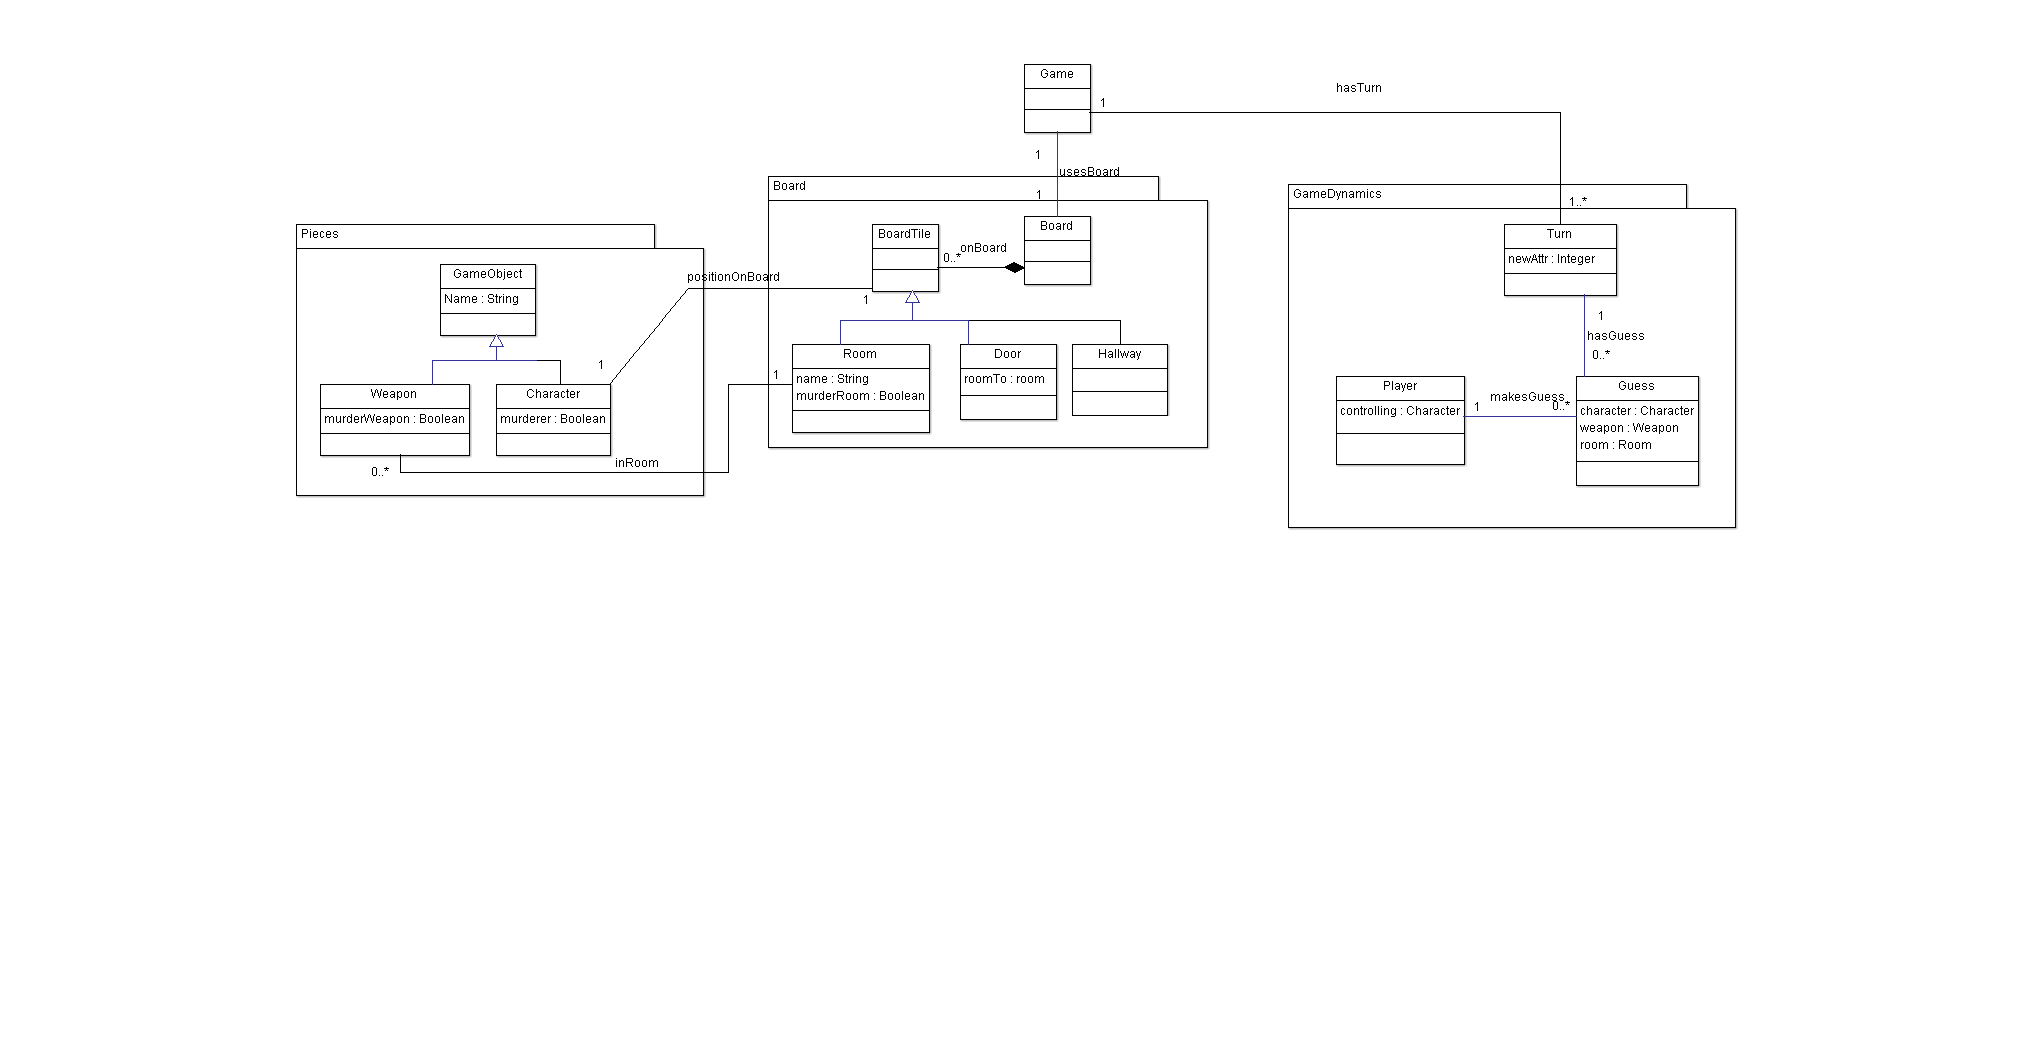 Game
hasTurn
1
1
usesBoard
1
Board
GameDynamics
1..*
Pieces
BoardTile
Board
Turn
newAttr : Integer
0..*
onBoard
GameObject
Name : String
positionOnBoard
1
1
hasGuess
0..*
1
1
Room
name : String
murderRoom : Boolean
Door
roomTo : room
Hallway
Weapon
murderWeapon : Boolean
Character
murderer : Boolean
Player
controlling : Character
1
makesGuess
0..*
Guess
character : Character
weapon : Weapon
room : Room
0..*
inRoom